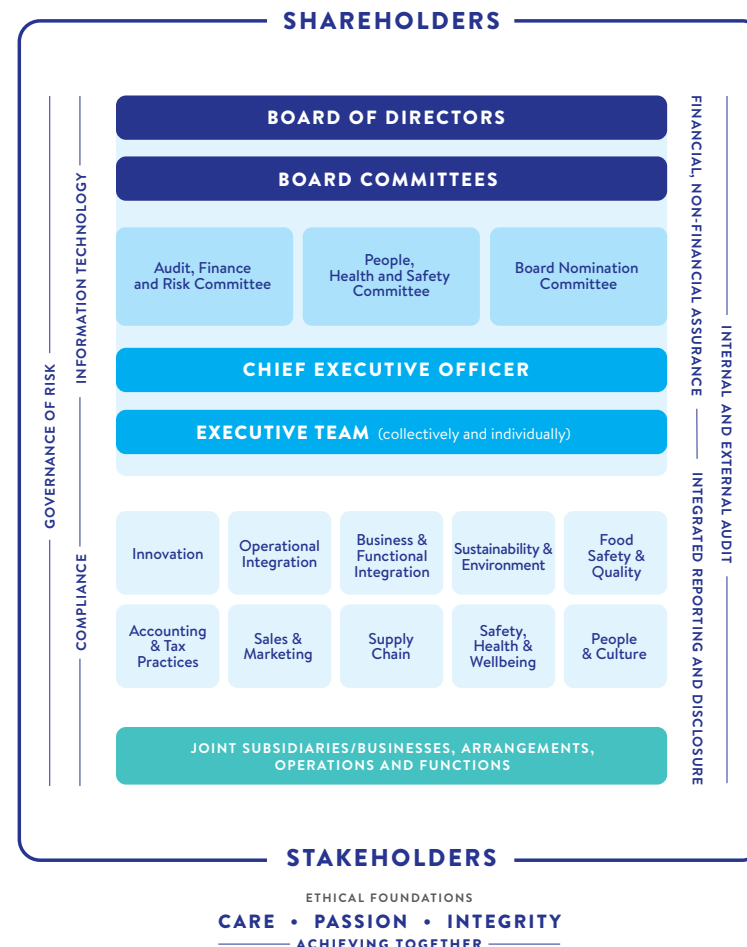 SHAREHOLDERS
BOARD OF DIRECTORS
BOARD COMMITTEES
Audit, Finance
and Risk Committee
People,
Health and Safety
Committee
Board Nomination
Committee
CHIEF EXECUTIVE OFFICER
EXECUTIVE TEAM (collectively and individually)
Innovation
Operational
Integration
Business &
Functional
Integration
Sustainability &
Environment
Food
Safety &
Quality
Accounting
& Tax
Practices
Sales &
Marketing
Supply
Chain
Safety,
Health &
Wellbeing
People
& Culture
JOINT SUBSIDIARIES/BUSINESSES, ARRANGEMENTS,
OPERATIONS AND FUNCTIONS
GOVERNANCE OF RISK
INFORMATION TECHNOLOGY
COMPLIANCE
FINANCIAL, NON-FINANCIAL ASSURANCE
INTEGRATED REPORTING AND DISCLOSURE
INTERNAL AND EXTERNAL AUDIT
STAKEHOLDERS
ETHICAL FOUNDATIONS
CARE • PASSION • INTEGRITY
ACHIEVING TOGETHER